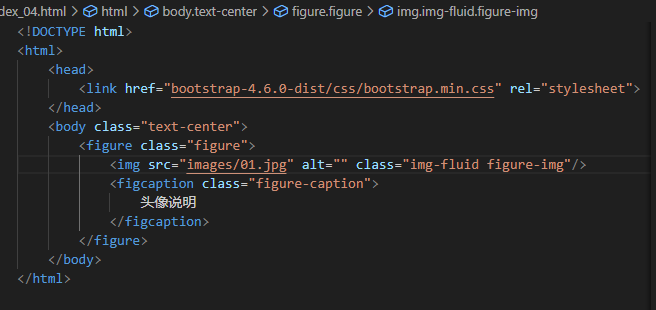 dex_04.html > html > body.text-center > figure.figure > img.img-fluid.figure-img
<!DOCTYPE html>
<html>
<head>
<link href="bootstrap-4.6.0-dist/css/bootstrap.min.css" rel="stylesheet">
</head>
<body class="text-center">
<figure class="figure">
<img src="images/01.jpg" alt="" class="img-fluid figure-img"/>
<figcaption class="figure-caption">
头像说明
</figcaption>
</figure>
</body>
</html>